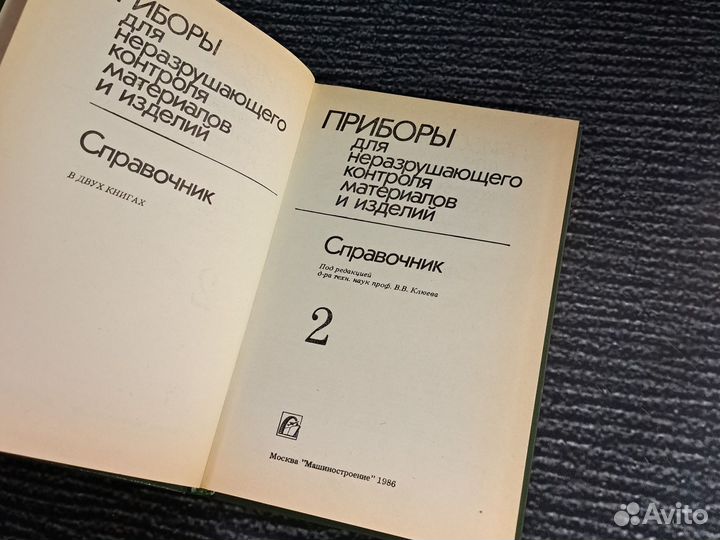 РИБОРЫ
для
неразрушающего
контроля
материалов
и изделий
Справочник
В ДВУХ КНИГАХ
ПРИБОРЫ
для
неразрушающего
контроля
материалов
и изделий
Справочник
Под редакцией
д-ра техн. наук проф. В.В. Клюева
2
Москва "Машиностроение" 1986
Avito